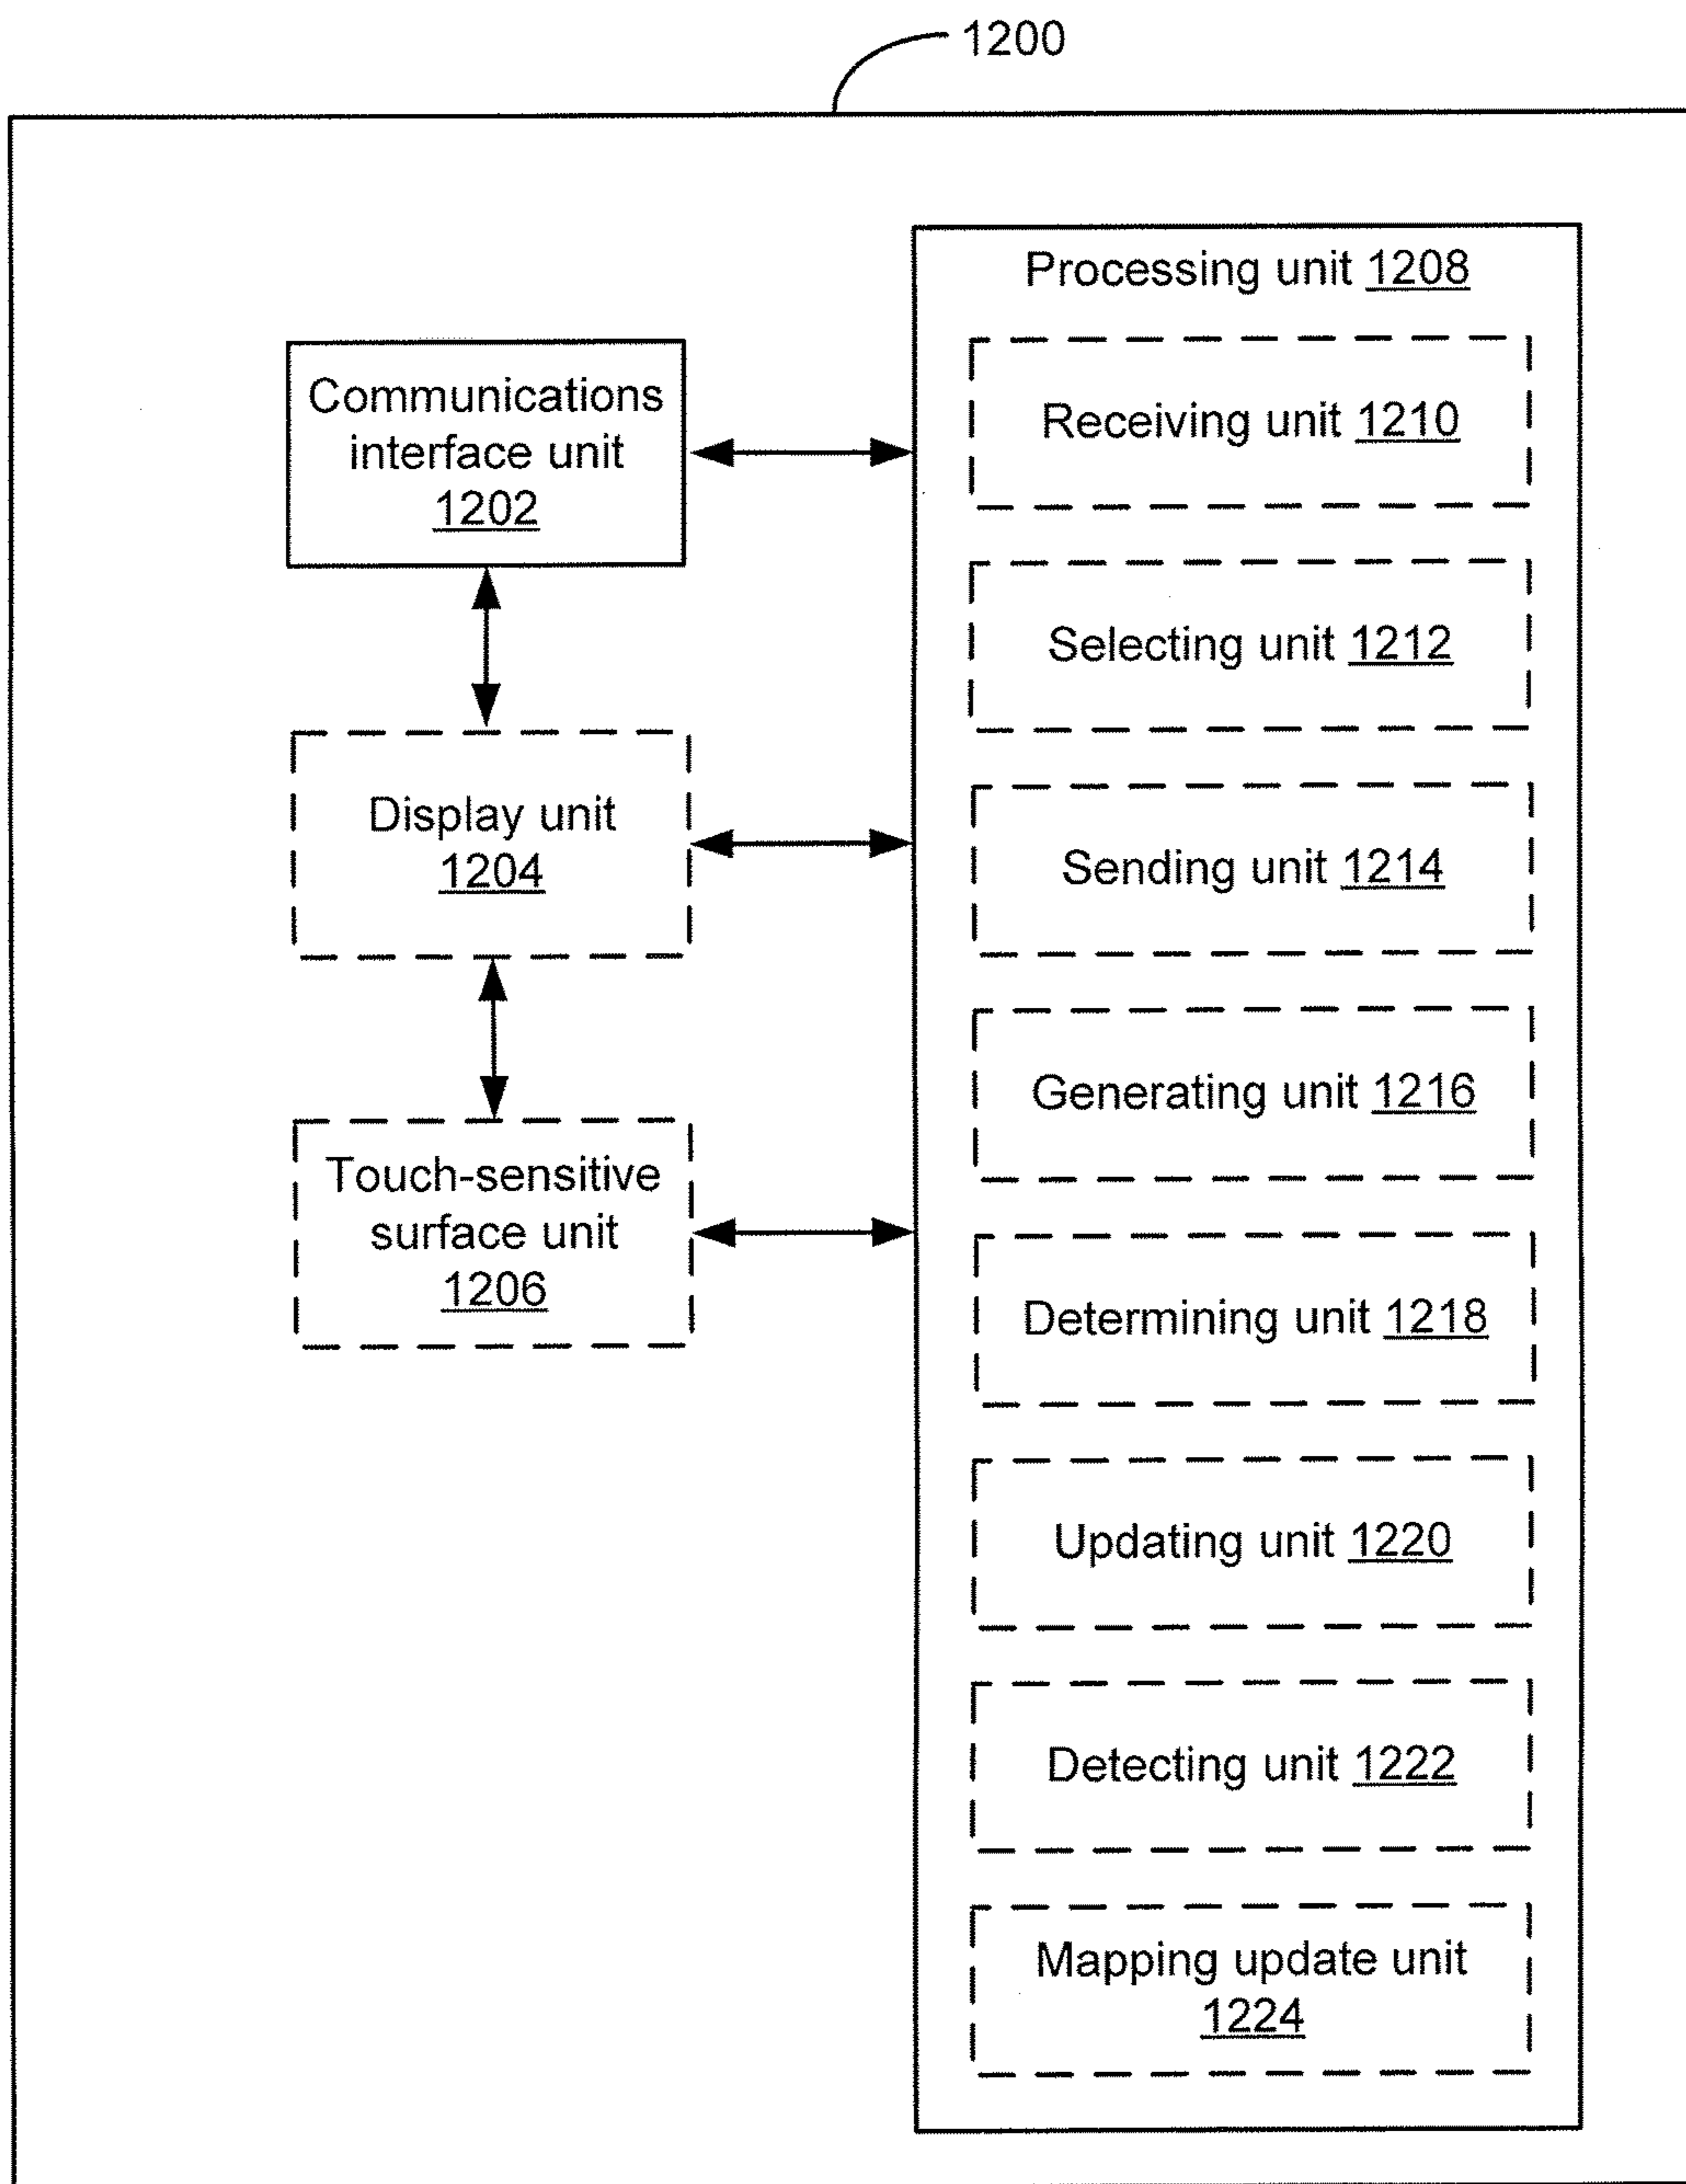 1200
Processing unit 1208
Communications
interface unit
1202
Receiving unit 1210
Selecting unit 1212
Display unit
1204
Sending unit 1214
Generating unit 1216
Touch-sensitive
surface unit
1206
Determining unit 1218
Updating unit 1220
Detecting unit 1222
Mapping update unit
1224